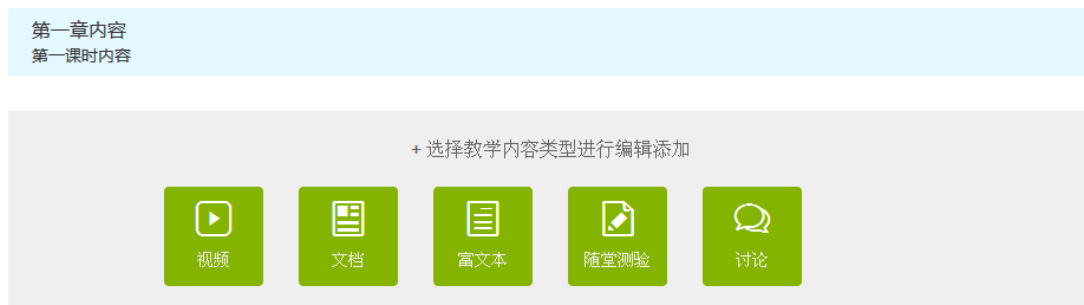 第一章内容
第一课时内容
+ 选择教学内容类型进行编辑添加
视频
文档
富文本
随堂测验
讨论